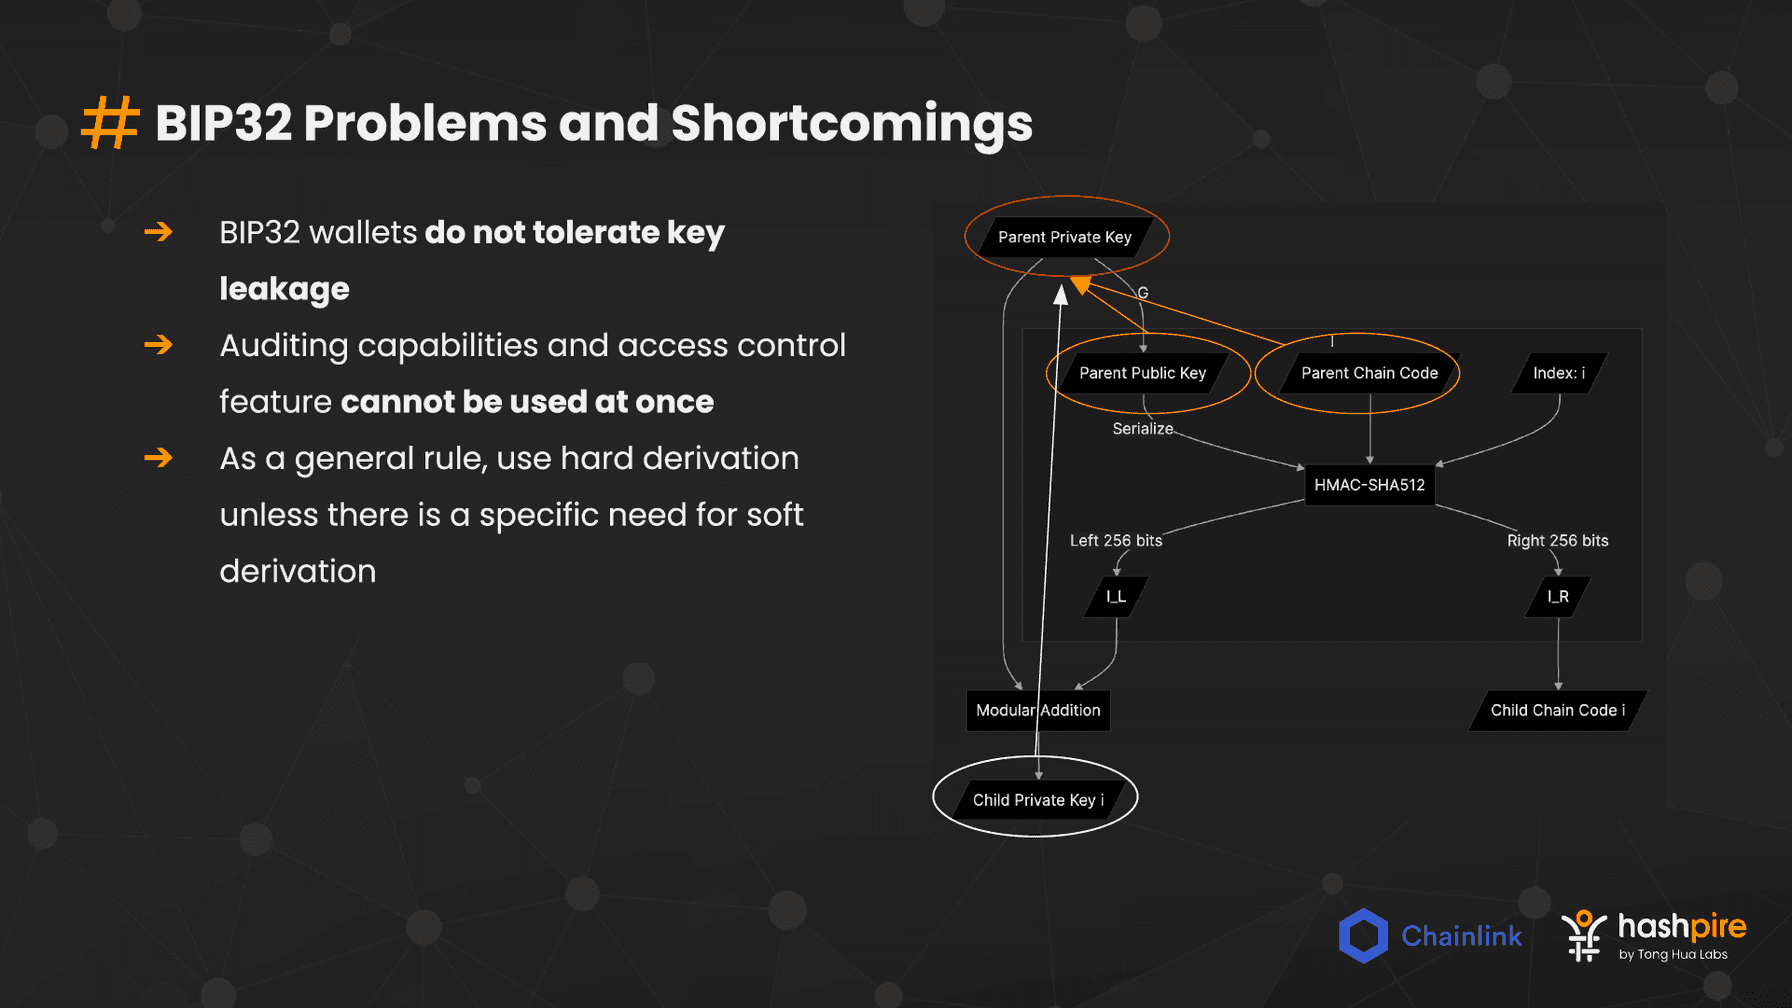 # BIP32 Problems and Shortcomings
➔ BIP32 wallets do not tolerate key
leakage
➔ Auditing capabilities and access control
feature cannot be used at once
➔ As a general rule, use hard derivation
unless there is a specific need for soft
derivation
Parent Private Key
G
I
Parent Public Key
Parent Chain Code
Index: i
Serialize
HMAC-SHA512
Left 256 bits
Right 256 bits
I_L
I_R
Modular Addition
Child Chain Code i
Child Private Key i
Chainlink
hashpire
by Tong Hua Labs